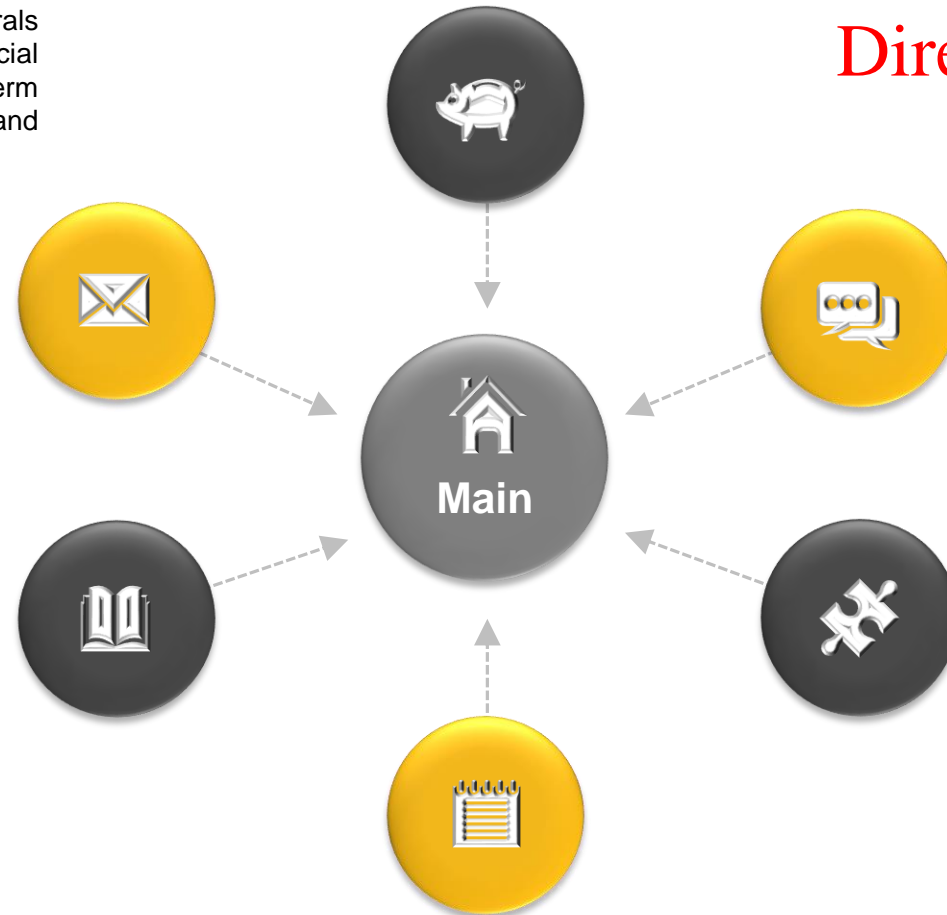 rals
cial
erm
and
Dire
Main